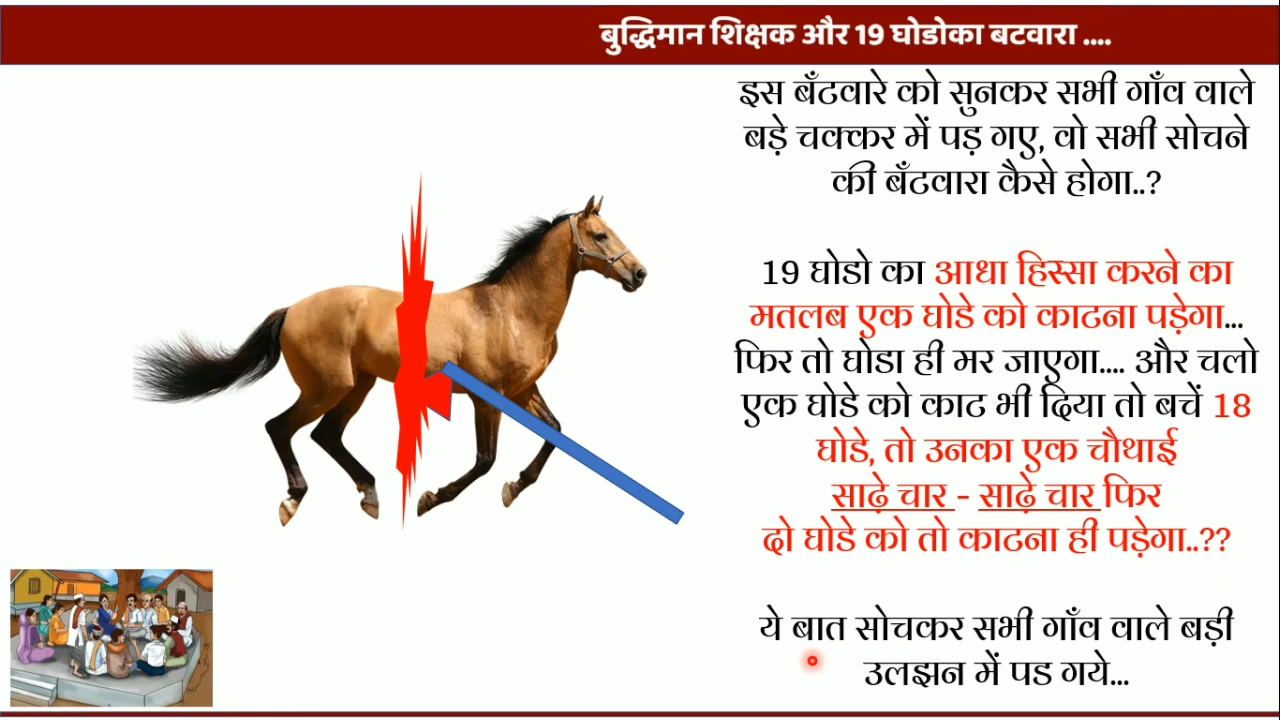 बुद्धिमान शिक्षक और 19 घोडोका बटवारा ....
इस बँटवारे को सुनकर सभी गाँव वाले
बड़े चक्कर में पड़ गए, वो सभी सोचने
की बँटवारा कैसे होगा..?
19 घोडो का आधा हिस्सा करने का
मतलब एक घोडे को काटना पड़ेगा...
फिर तो घोडा ही मर जाएगा.... और चलो
एक घोडे को काट भी दिया तो बचें 18
घोडे, तो उनका एक चौथाई
साढ़े चार - साढ़े चार फिर
दो घोडे को तो काटना ही पड़ेगा..??
ये बात सोचकर सभी गाँव वाले बड़ी
उलझन में पड गये...